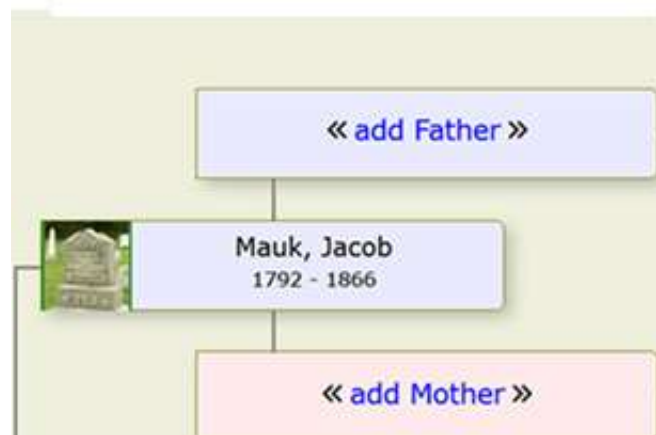 « add Father »
Mauk, Jacob
1792 - 1866
« add Mother »